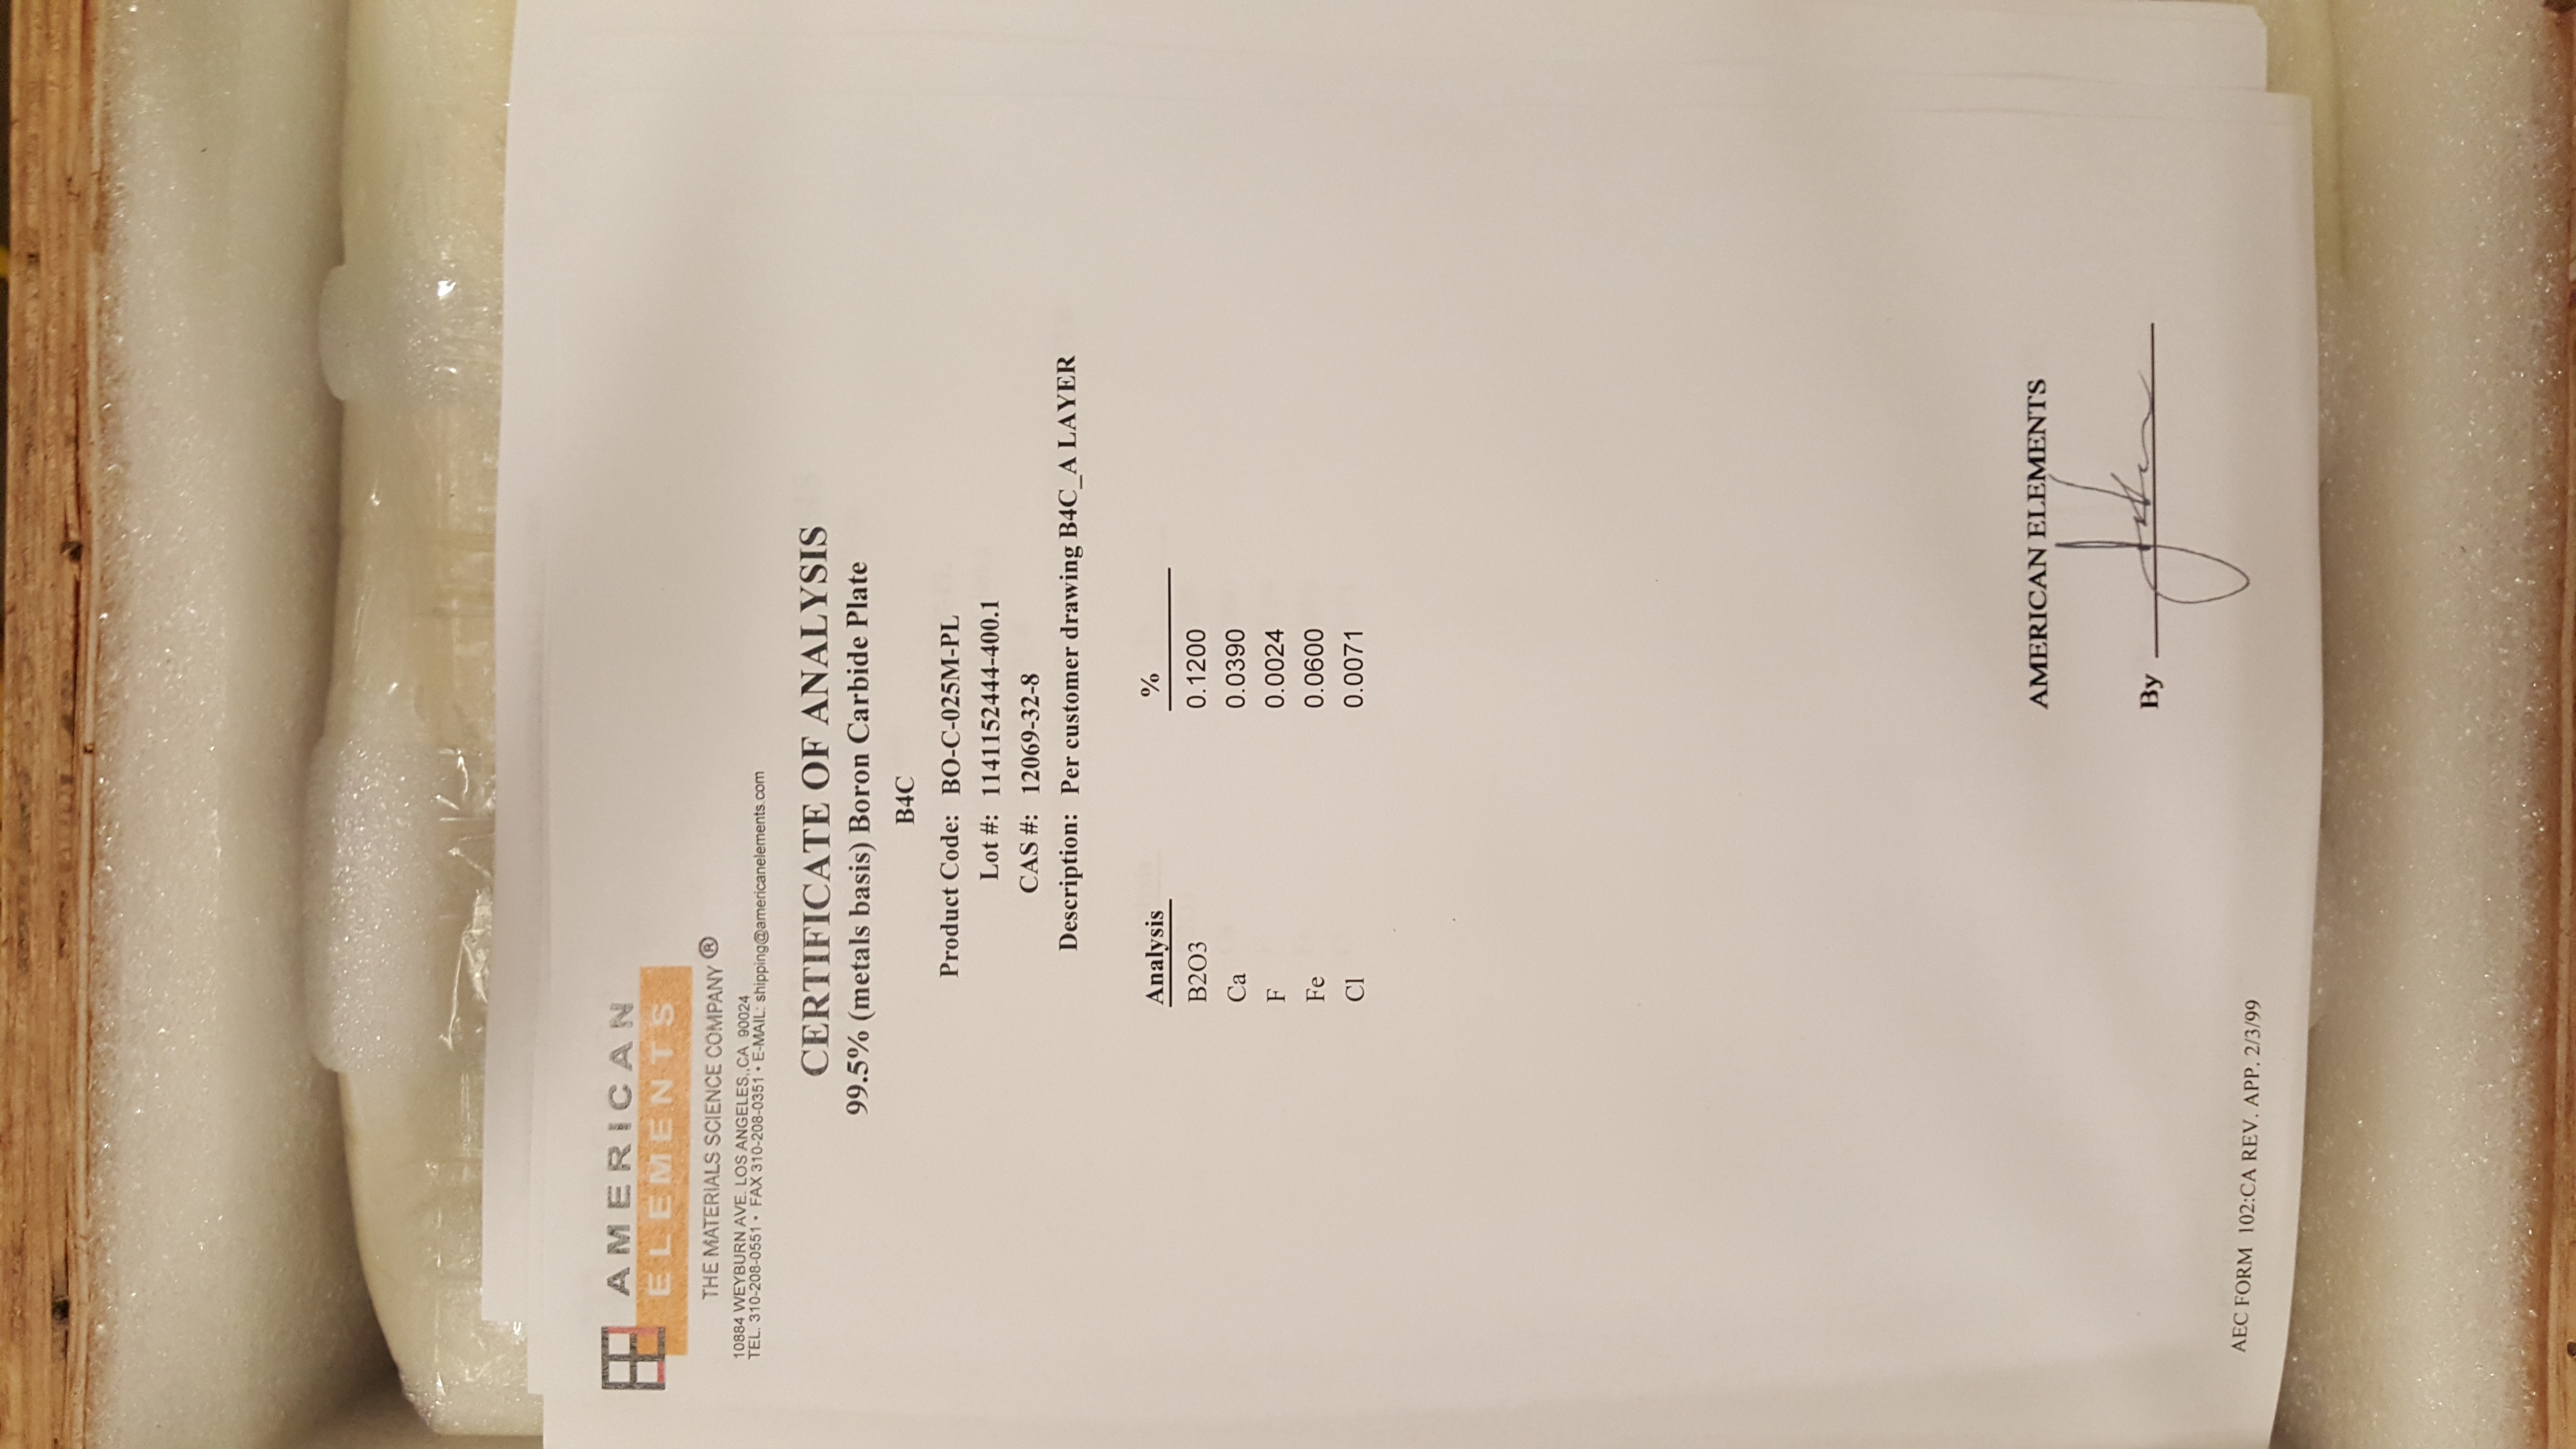 AMERICAN
ELEMENTS
THE MATERIALS SCIENCE COMPANY ®
10884 WEYBURN AVE. LOS ANGELES,,CA 90024
TEL. 310-208-0551 • FAX 310-208-0351 • E-MAIL: shipping@americanelements.com
CERTIFICATE OF ANALYSIS
99.5% (metals basis) Boron Carbide Plate
B4C
Product Code: BO-C-025M-PL
Lot #: 1141152444-400.1
CAS #: 12069-32-8
Description: Per customer drawing B4C_A LAYER
Analysis %
B2O3 0.1200
Ca 0.0390
F 0.0024
Fe 0.0600
Cl 0.0071
AMERICAN ELEMENTS
By
AEC FORM 102:CA REV. APP. 2/3/99